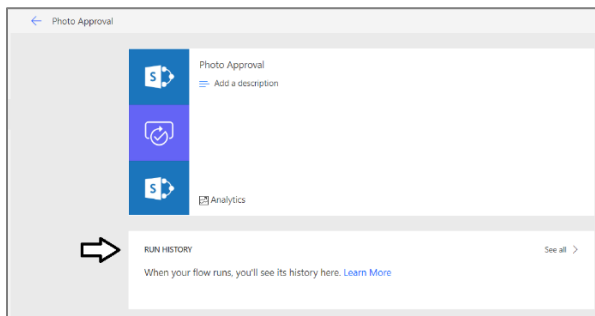 Photo Approval
Photo Approval
Add a description
S
S
Analytics
RUN HISTORY
See all
When your flow runs, you'll see its history here. Learn More